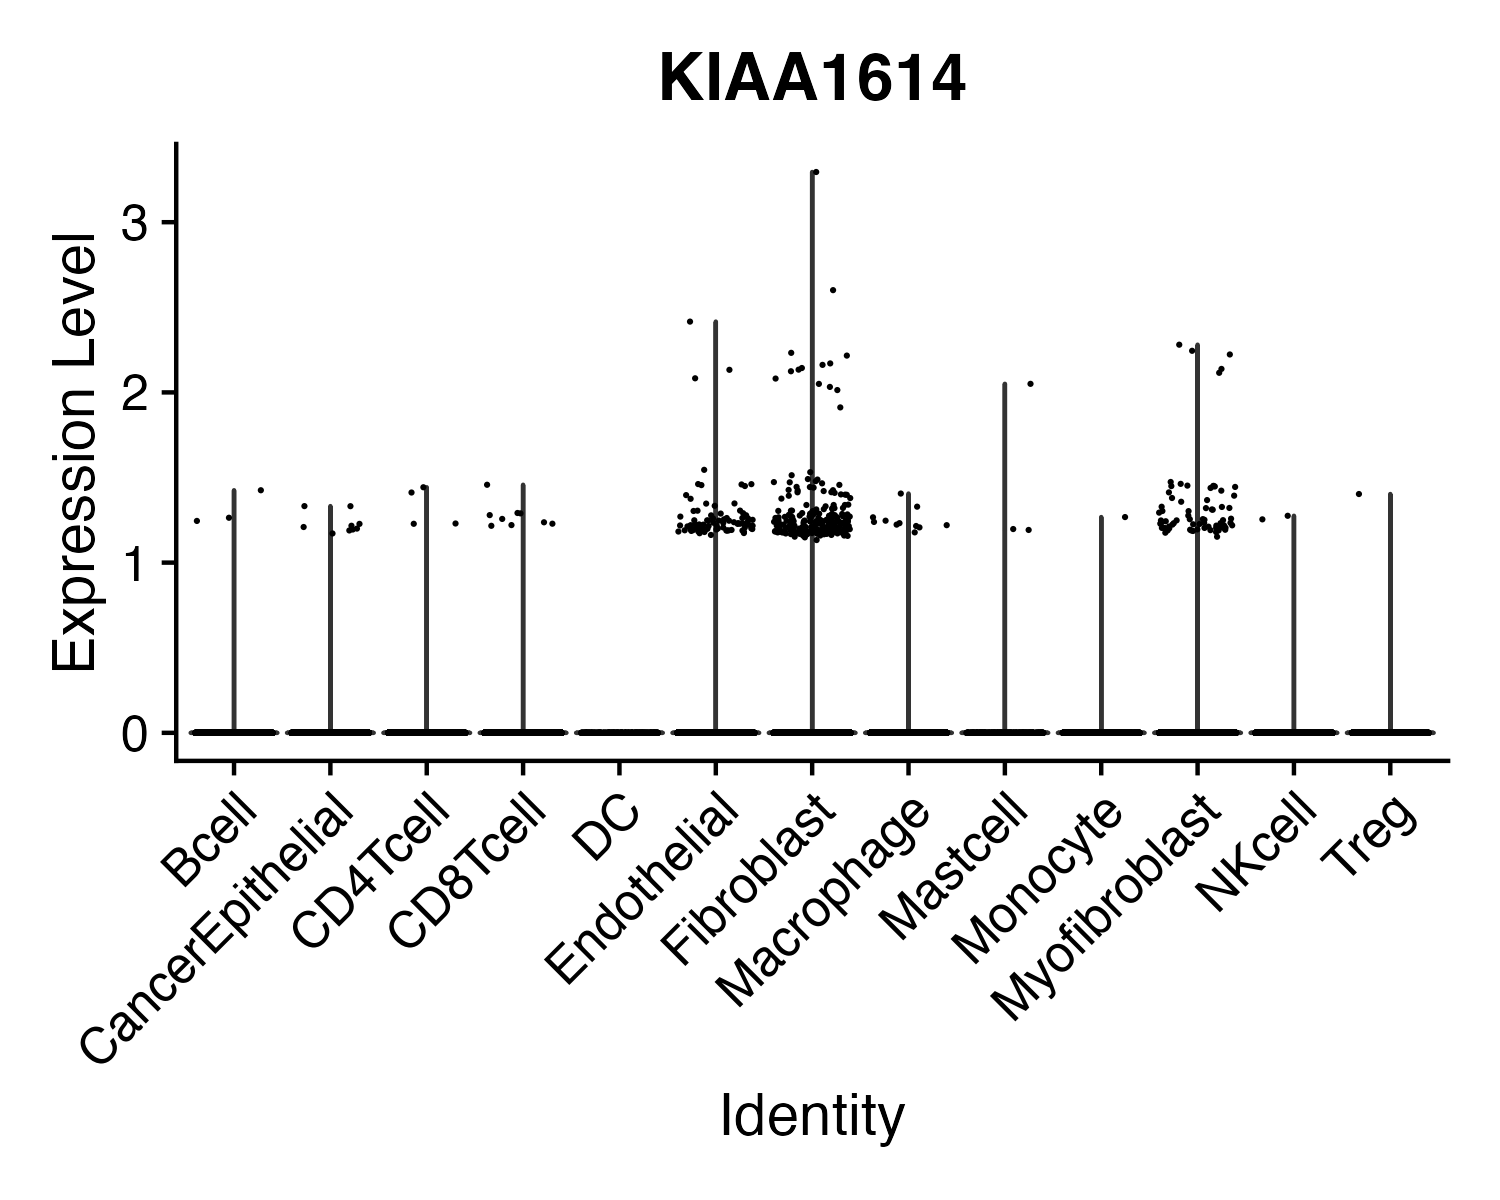 KIAA1614
Expression Level
3
2
1
0
Bcell
CancerEpithelial
CD4Tcell
CD8Tcell
DC
Endothelial
Fibroblast
Macrophage
Mastcell
Monocyte
Myofibroblast
NKcell
Treg
Identity